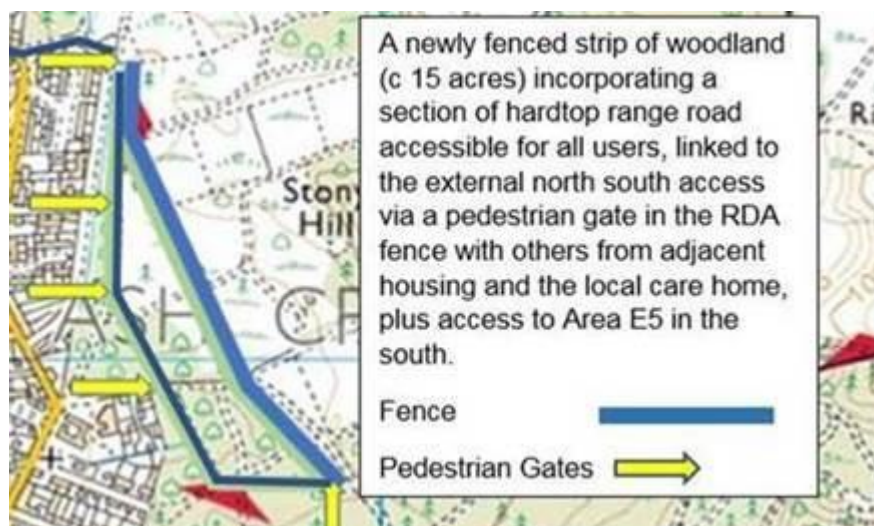 A newly fenced strip of woodland
(c 15 acres) incorporating a
section of hardtop range road
accessible for all users, linked to
the external north south access
via a pedestrian gate in the RDA
fence with others from adjacent
housing and the local care home,
plus access to Area E5 in the
south.
Fence
Pedestrian Gates
Stony
Hill
ASH